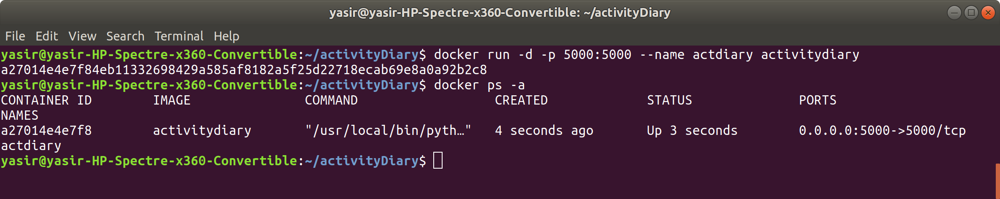 yasir@yasir-HP-Spectre-x360-Convertible: ~/activityDiary
File Edit View Search Terminal Help
yasir@yasir-HP-Spectre-x360-Convertible:~/activityDiary$ docker run -d -p 5000:5000 --name actdiary activitydiary
a27014e4e7f84eb11332698429a585af8182a5f25d22718ecab69e8a0a92b2c8
yasir@yasir-HP-Spectre-x360-Convertible:~/activityDiary$ docker ps -a
CONTAINER ID        IMAGE               COMMAND                  CREATED             STATUS              PORTS
NAMES
a27014e4e7f8        activitydiary       "/usr/local/bin/pyth…"   4 seconds ago       Up 3 seconds        0.0.0.0:5000->5000/tcp
actdiary
yasir@yasir-HP-Spectre-x360-Convertible:~/activityDiary$